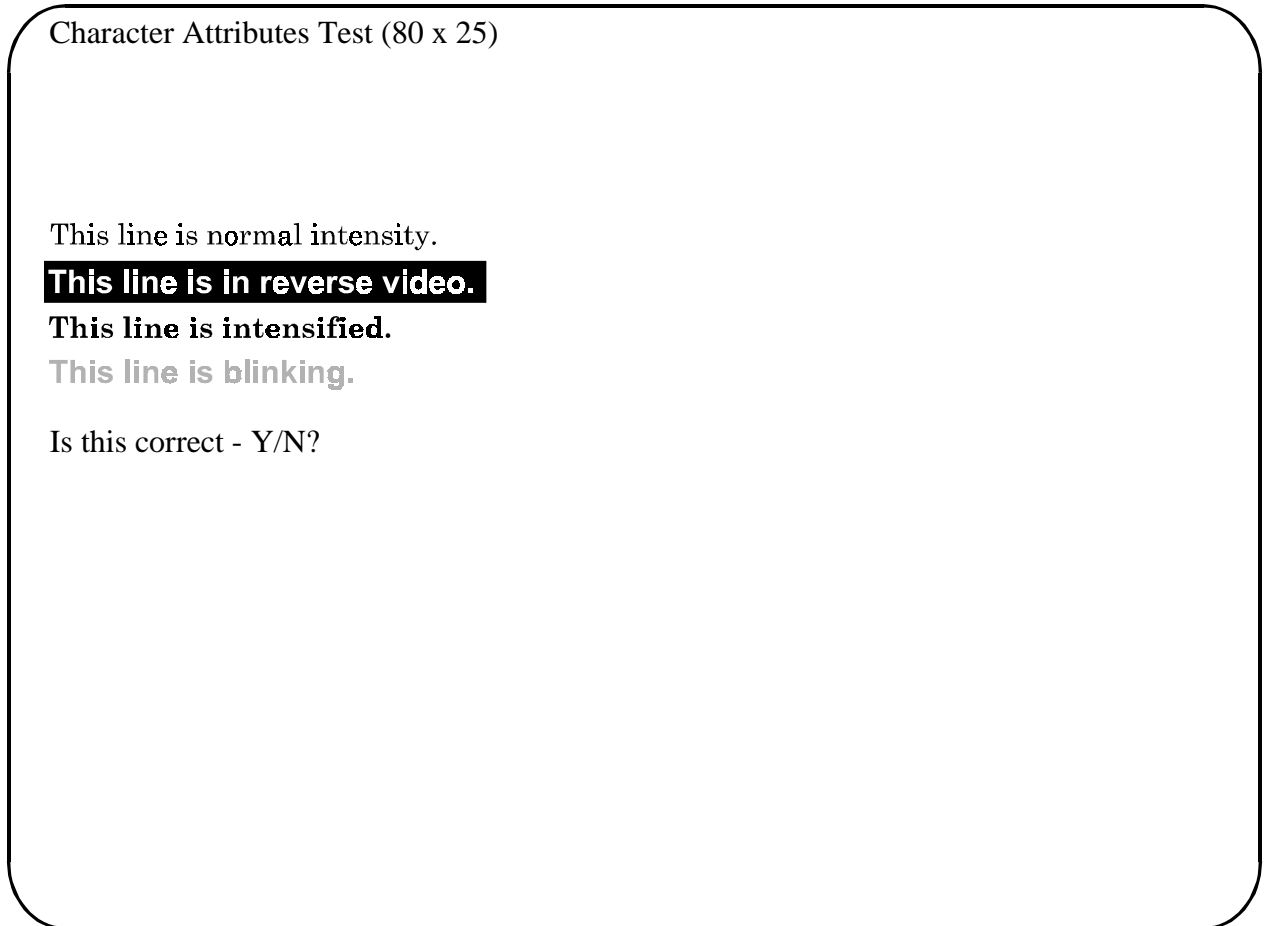 Character Attributes Test (80 x 25)
This line is normal intensity.
This line is in reverse video.
This line is intensified.
This line is blinking.
Is this correct - Y/N?